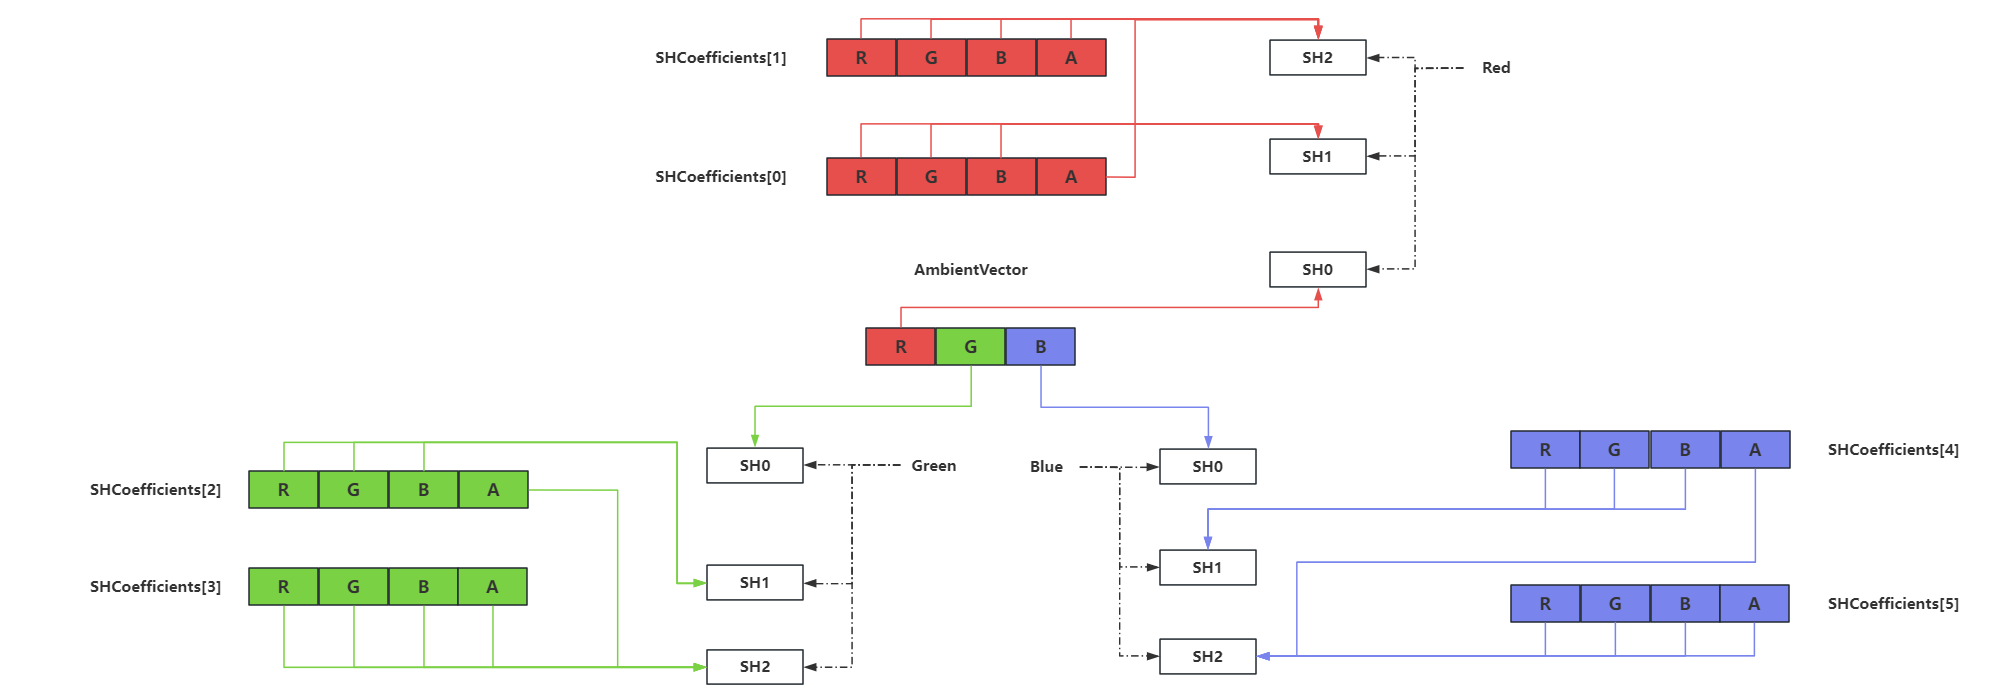 SHCoefficients[1] R G B A SH2
Red
SHCoefficients[0] R G B A SH1
AmbientVector SH0
R G B
SH0 Green Blue SH0 R G B A SHCoefficients[4]
SHCoefficients[2] R G B A
SHCoefficients[3] R G B A SH1 SH1
R G B A SHCoefficients[5]
SH2 SH2